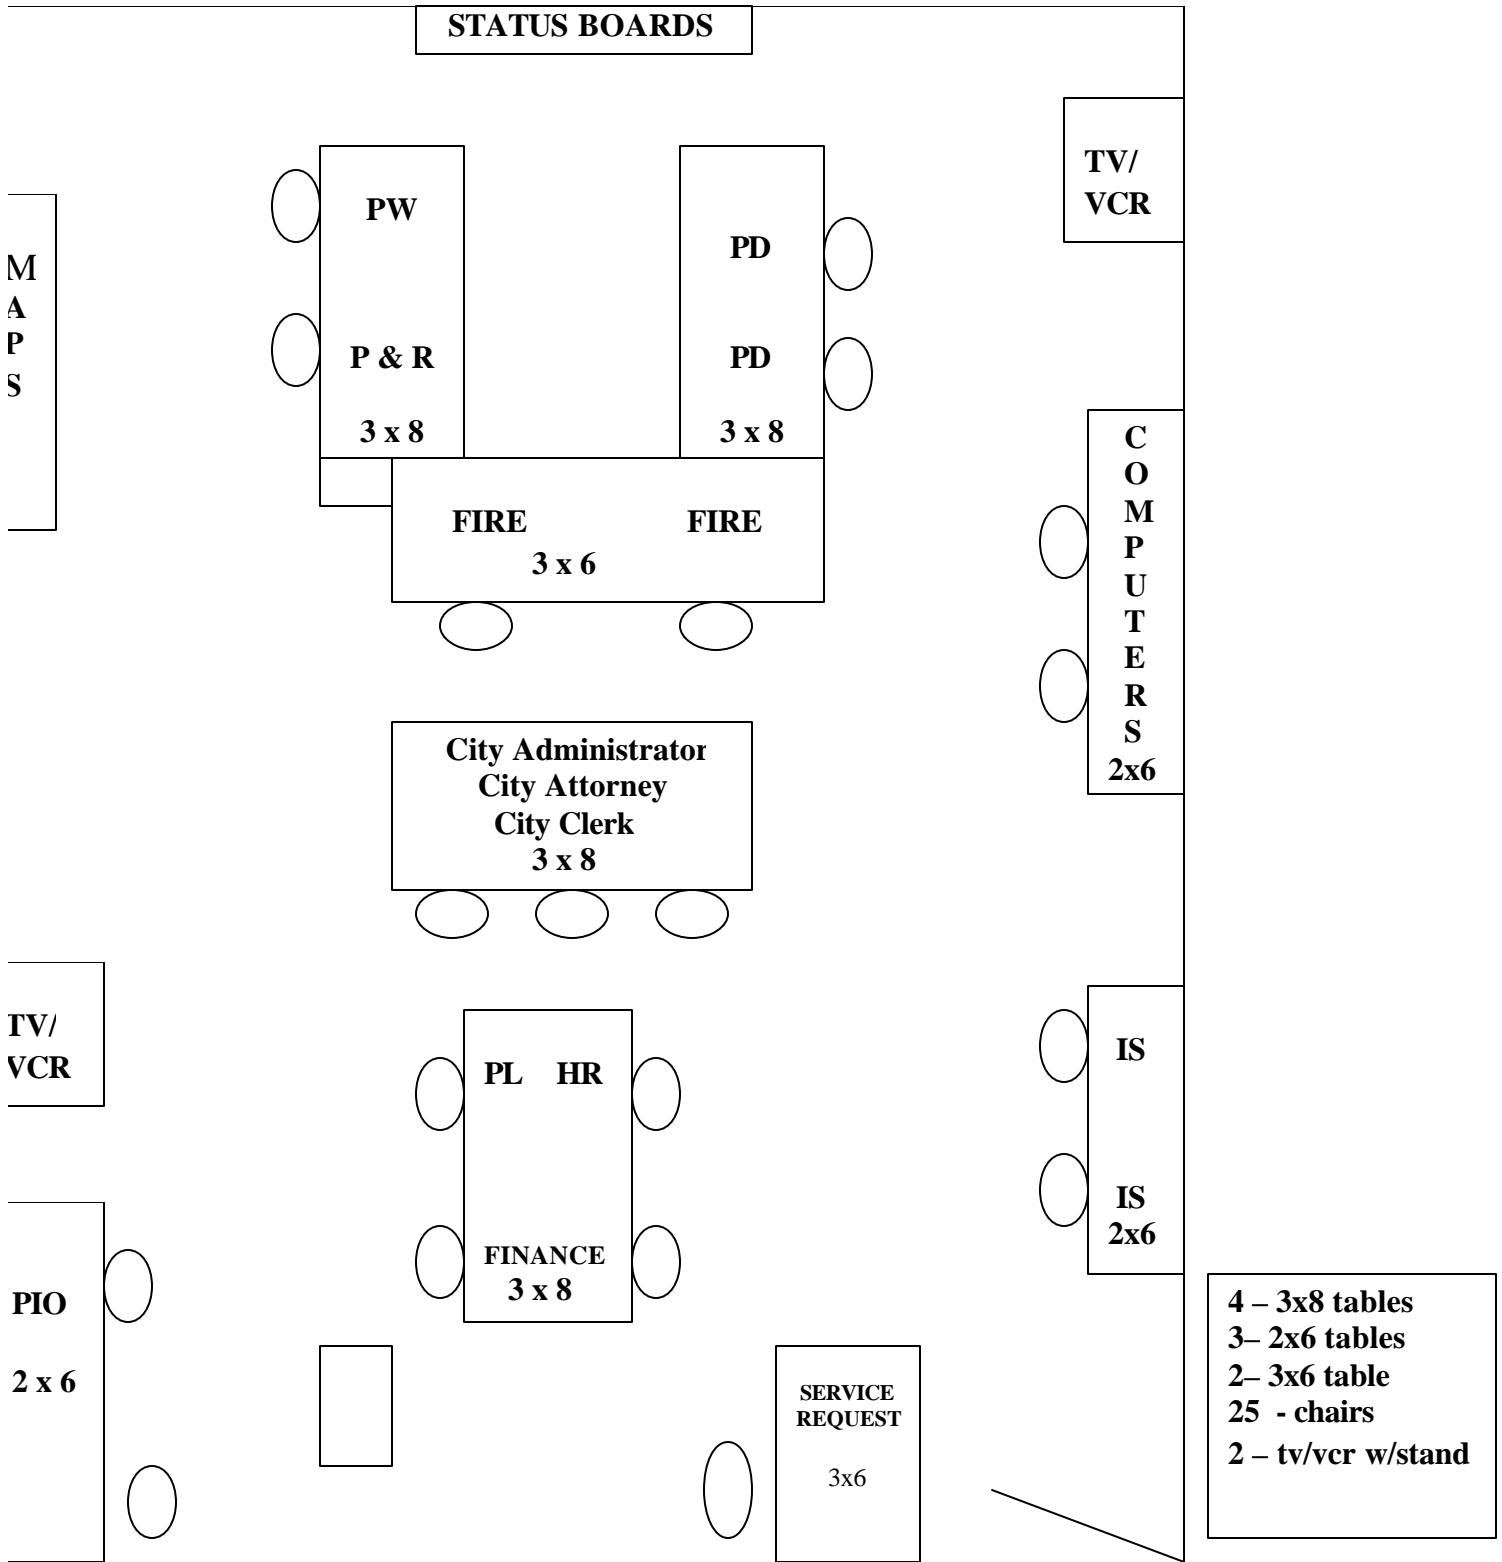 STATUS BOARDS
TV/
VCR
PW
PD
M
A
P
S
P & R
PD
3 x 8
3 x 8
FIRE FIRE
3 x 6
C
O
M
P
U
T
E
R
S
2x6
City Administrator
City Attorney
City Clerk
3 x 8
TV/
VCR
PL HR
IS
IS
2x6
FINANCE
3 x 8
PIO
2 x 6
SERVICE
REQUEST
3x6
4 – 3x8 tables
3– 2x6 tables
2– 3x6 table
25 - chairs
2 – tv/vcr w/stand